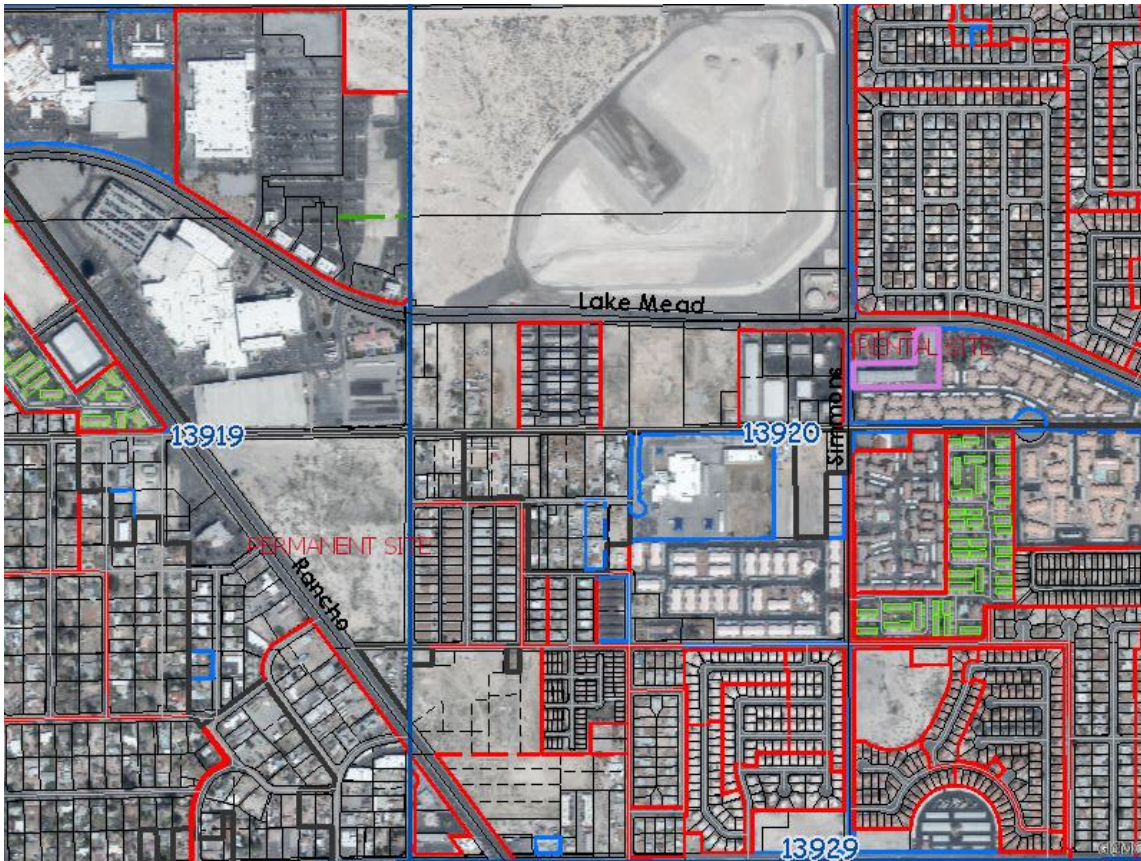 Lake Mead
RENTAL SITE
Simmons
13919
13920
PERMANENT SITE
Rancho
13929